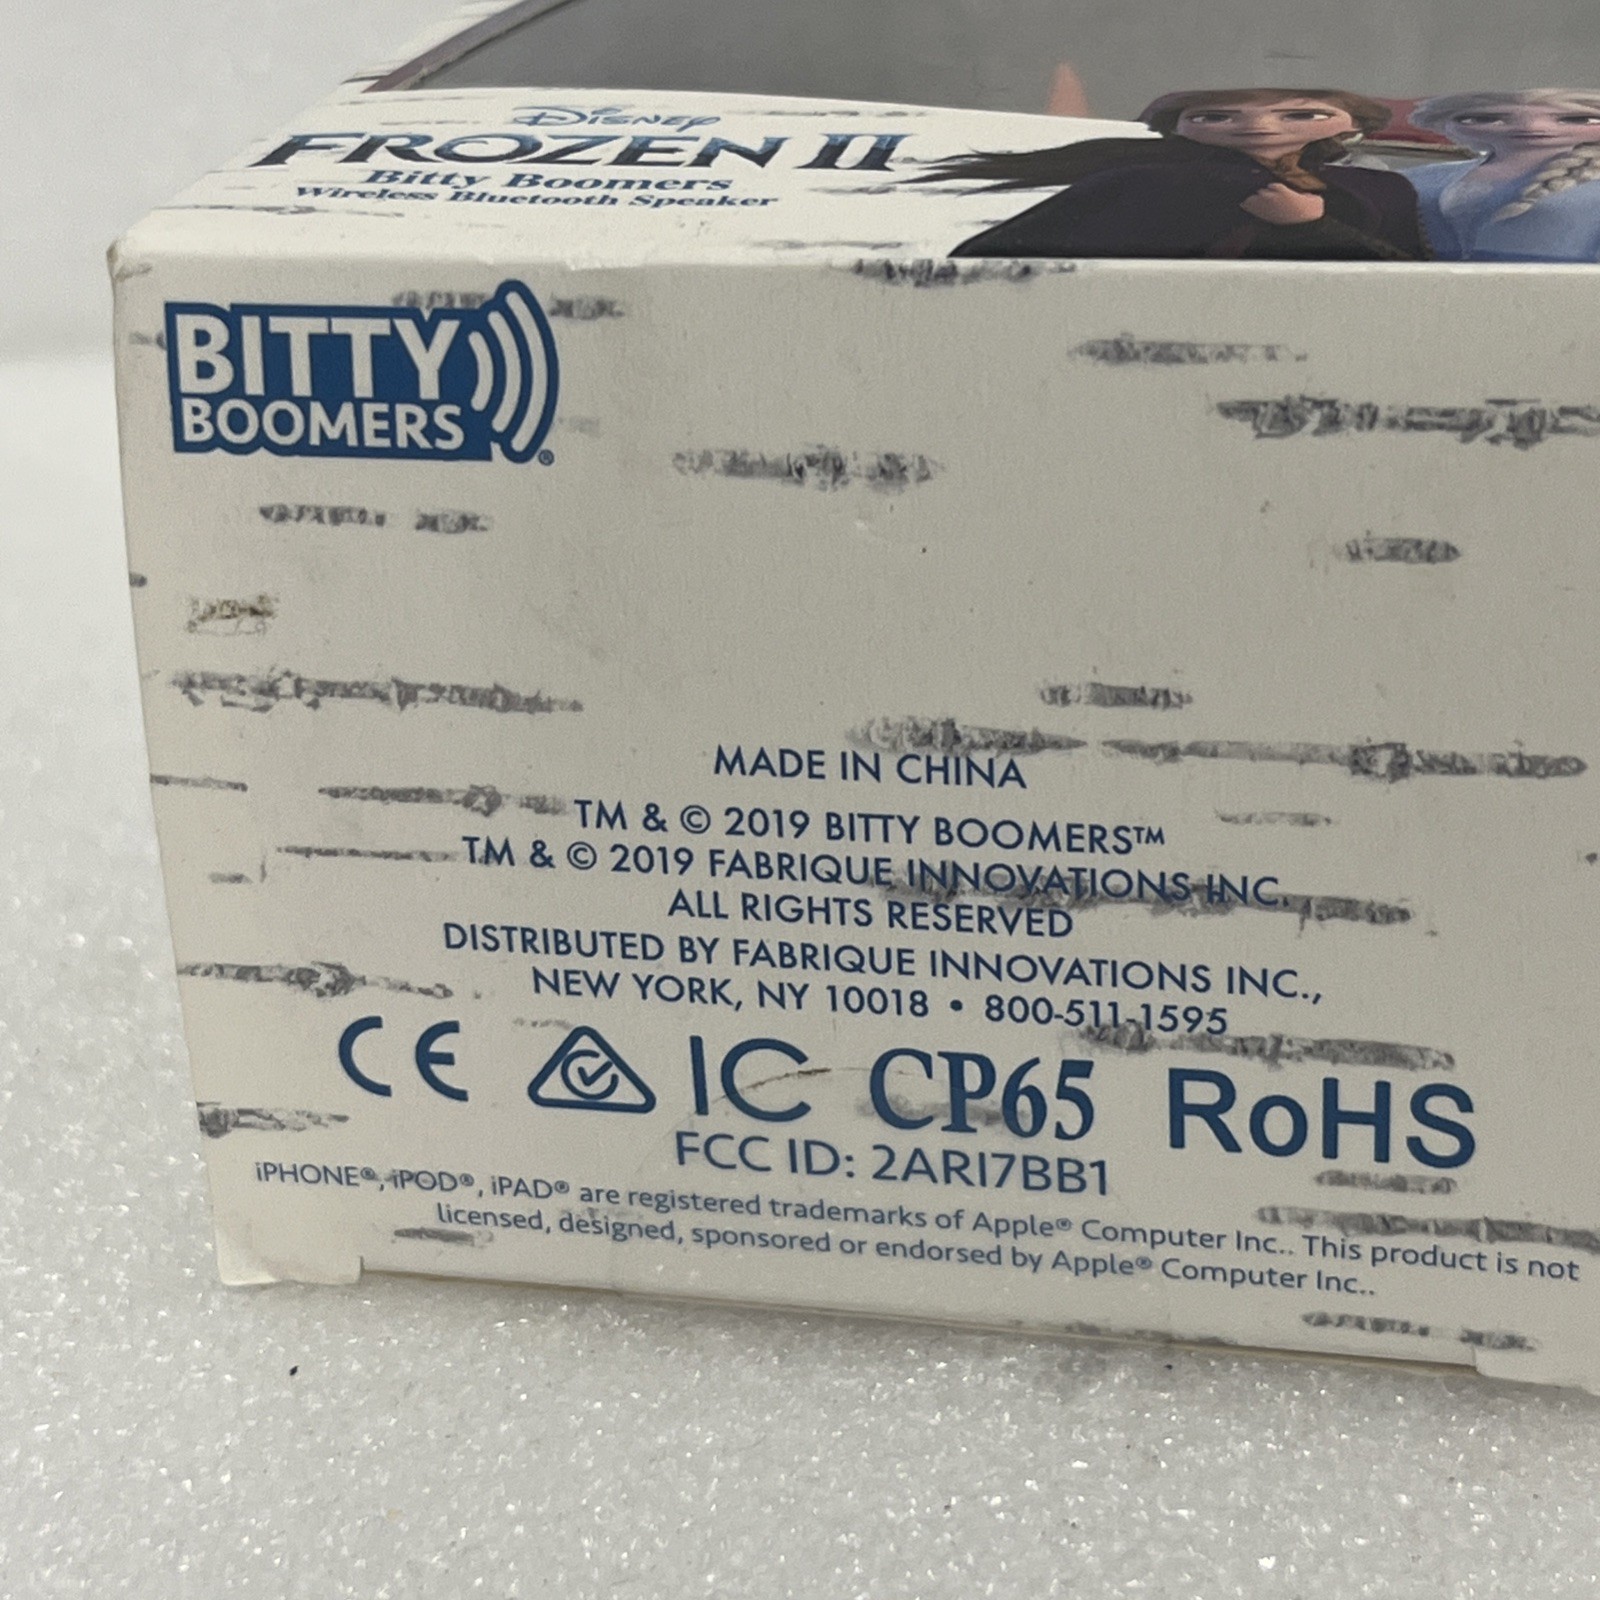 Disney
FROZEN II
Bitty Boomers
Wireless Bluetooth Speaker
BITTY
BOOMERS®
MADE IN CHINA
TM & © 2019 BITTY BOOMERS™
TM & © 2019 FABRIQUE INNOVATIONS INC.
ALL RIGHTS RESERVED
DISTRIBUTED BY FABRIQUE INNOVATIONS INC.,
NEW YORK, NY 10018 • 800-511-1595
CE IC CP65 RoHS
FCC ID: 2ARI7BB1
iPHONE®, iPOD®, iPAD® are registered trademarks of Apple® Computer Inc.. This product is not
licensed, designed, sponsored or endorsed by Apple® Computer Inc..